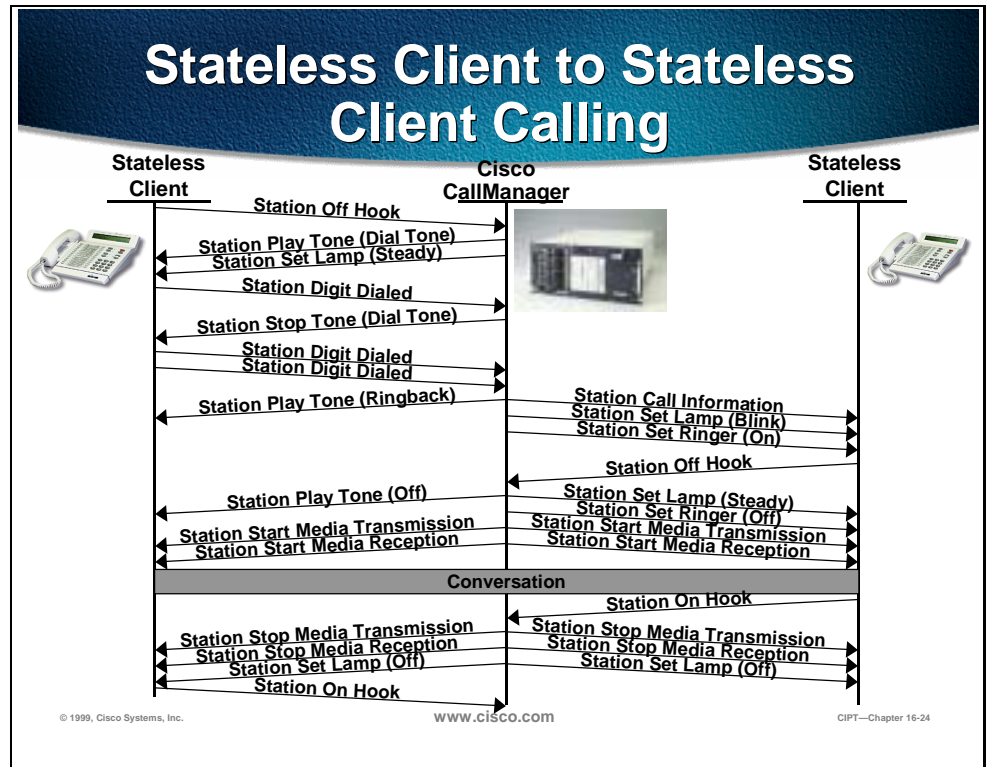 Stateless Client to Stateless
Client Calling
Stateless
Client
Cisco
CallManager
Stateless
Client
Station Off Hook
Station Play Tone (Dial Tone)
Station Set Lamp (Steady)
Station Digit Dialed
Station Stop Tone (Dial Tone)
Station Digit Dialed
Station Digit Dialed
Station Play Tone (Ringback)
Station Call Information
Station Set Lamp (Blink)
Station Set Ringer (On)
Station Off Hook
Station Play Tone (Off)
Station Set Lamp (Steady)
Station Set Ringer (Off)
Station Start Media Transmission
Station Start Media Reception
Station Start Media Transmission
Station Start Media Reception
Conversation
Station On Hook
Station Stop Media Transmission
Station Stop Media Reception
Station Set Lamp (Off)
Station Stop Media Transmission
Station Stop Media Reception
Station Set Lamp (Off)
Station On Hook
© 1999, Cisco Systems, Inc.
www.cisco.com
CIPT—Chapter 16-24